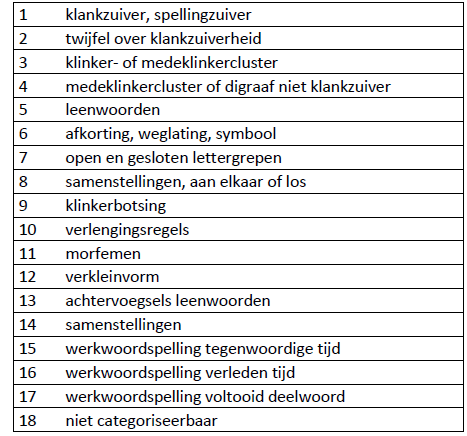 1 klankzuiver, spellingzuiver
2 twijfel over klankzuiverheid
3 klinker- of medeklinkercluster
4 medeklinkercluster of digraaf niet klankzuiver
5 leenwoorden
6 afkorting, weglating, symbool
7 open en gesloten lettergrepen
8 samenstellingen, aan elkaar of los
9 klinkerbotsing
10 verlengingsregels
11 morfemen
12 verkleinvorm
13 achtervoegsels leenwoorden
14 samenstellingen
15 werkwoordspelling tegenwoordige tijd
16 werkwoordspelling verleden tijd
17 werkwoordspelling voltooid deelwoord
18 niet categoriseerbaar